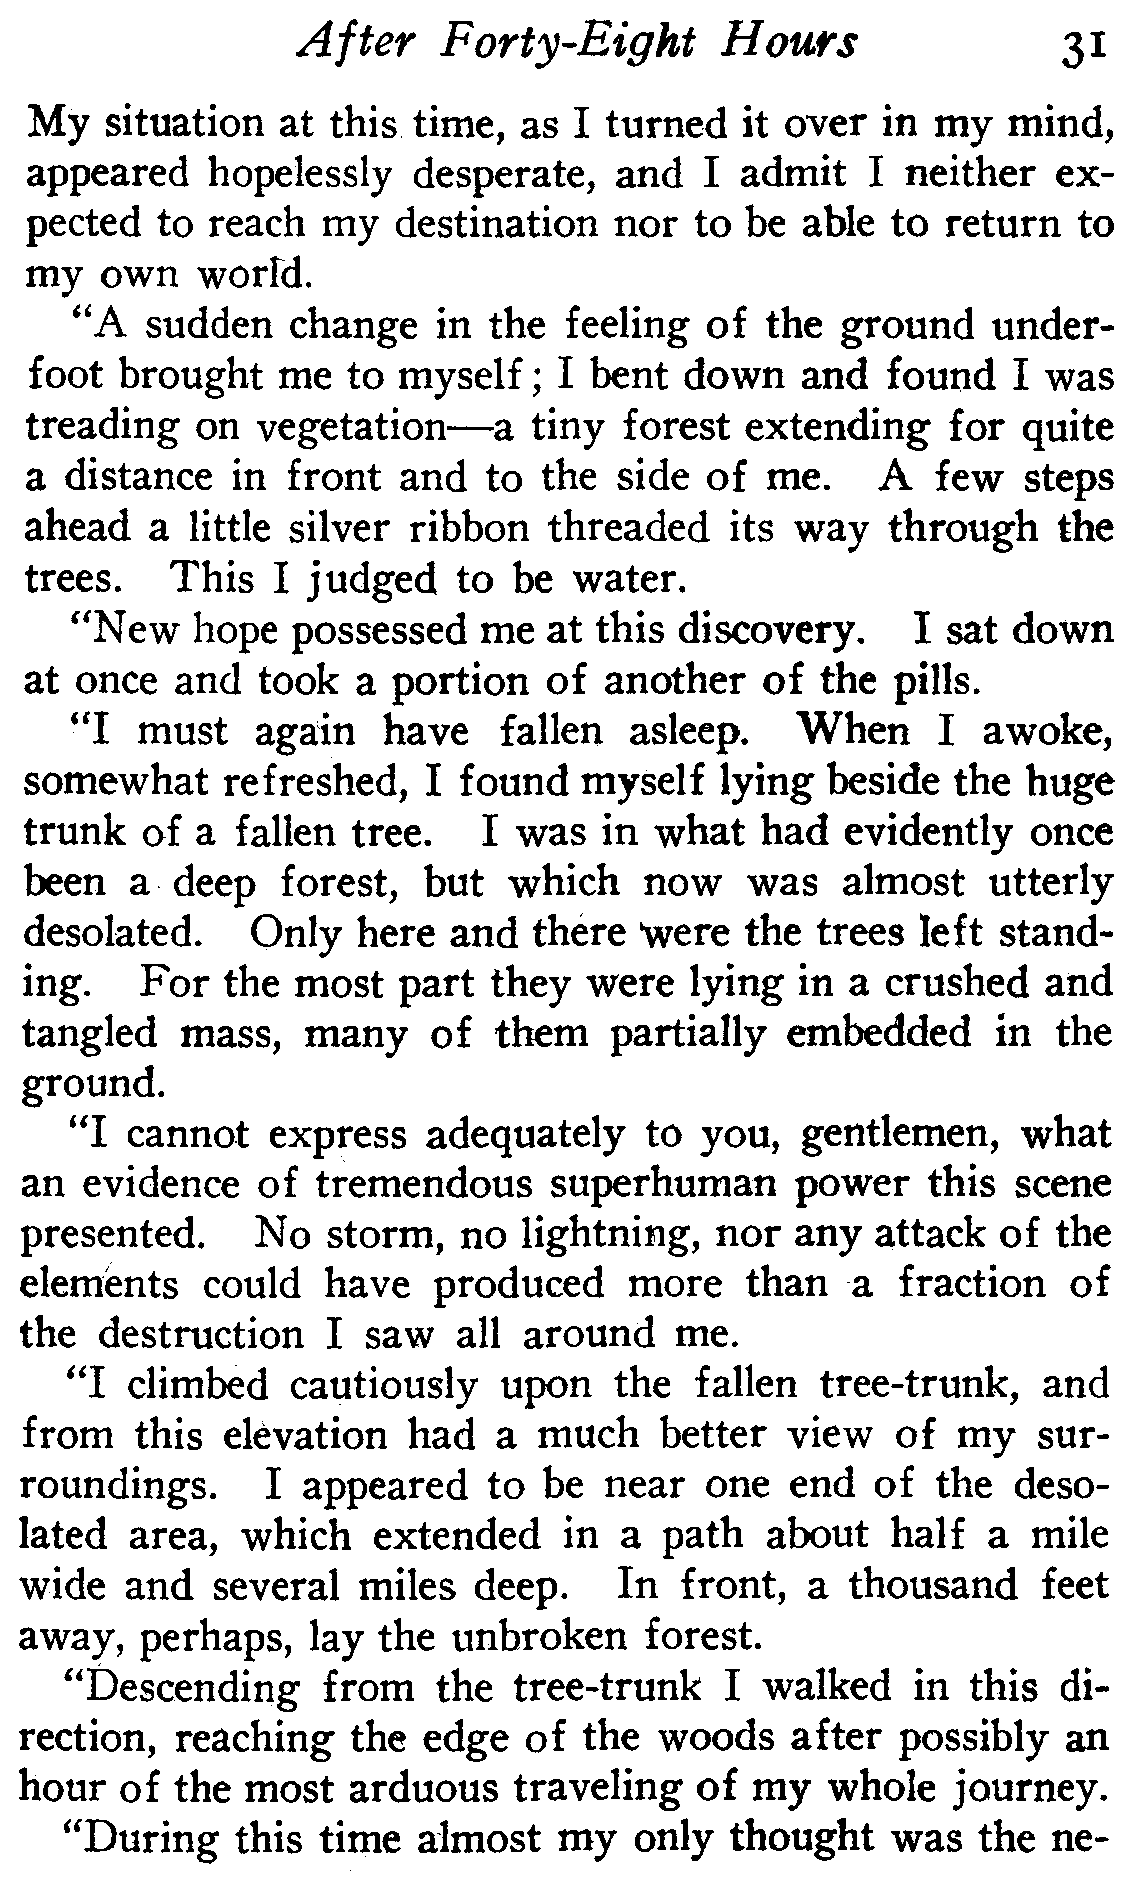 After Forty-Eight Hours 31
My situation at this time, as I turned it over in my mind,
appeared hopelessly desperate, and I admit I neither ex-
pected to reach my destination nor to be able to return to
my own world.
"A sudden change in the feeling of the ground under-
foot brought me to myself; I bent down and found I was
treading on vegetation—a tiny forest extending for quite
a distance in front and to the side of me. A few steps
ahead a little silver ribbon threaded its way through the
trees. This I judged to be water.
"New hope possessed me at this discovery. I sat down
at once and took a portion of another of the pills.
"I must again have fallen asleep. When I awoke,
somewhat refreshed, I found myself lying beside the huge
trunk of a fallen tree. I was in what had evidently once
been a deep forest, but which now was almost utterly
desolated. Only here and there were the trees left stand-
ing. For the most part they were lying in a crushed and
tangled mass, many of them partially embedded in the
ground.
"I cannot express adequately to you, gentlemen, what
an evidence of tremendous superhuman power this scene
presented. No storm, no lightning, nor any attack of the
elements could have produced more than a fraction of
the destruction I saw all around me.
"I climbed cautiously upon the fallen tree-trunk, and
from this elevation had a much better view of my sur-
roundings. I appeared to be near one end of the deso-
lated area, which extended in a path about half a mile
wide and several miles deep. In front, a thousand feet
away, perhaps, lay the unbroken forest.
"Descending from the tree-trunk I walked in this di-
rection, reaching the edge of the woods after possibly an
hour of the most arduous traveling of my whole journey.
"During this time almost my only thought was the ne-